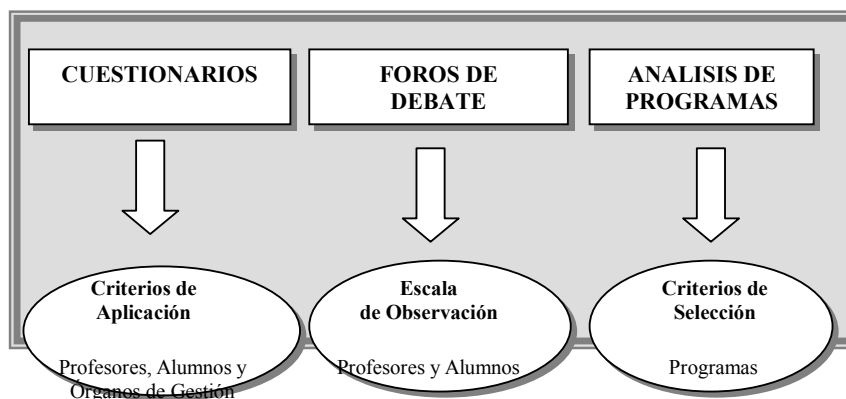 CUESTIONARIOS
FOROS DE
DEBATE
ANALISIS DE
PROGRAMAS
Criterios de
Aplicación
Profesores, Alumnos y
Órganos de Gestión
Escala
de Observación
Profesores y Alumnos
Criterios de
Selección
Programas